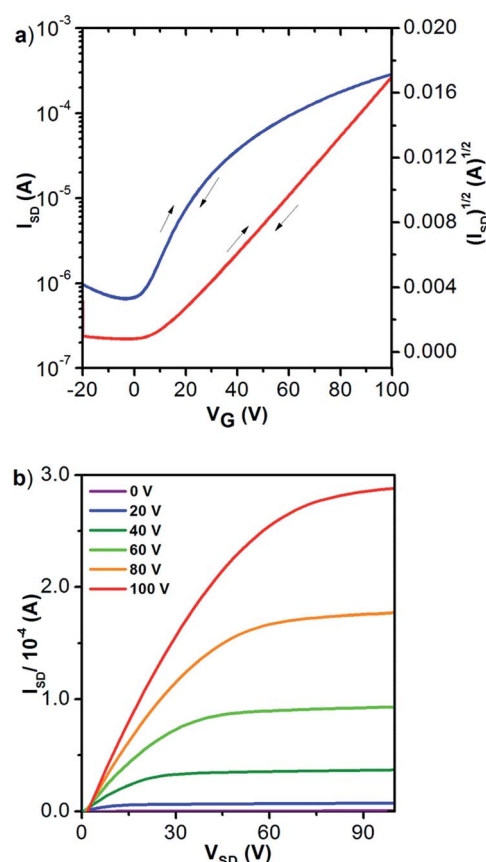 a)
I_SD (A)
10⁻³
10⁻⁴
10⁻⁵
10⁻⁶
10⁻⁷
0.020
0.016
0.012
0.008
0.004
0.000
(I_SD)^1/2 (A)^1/2
-20 0 20 40 60 80 100
V_G (V)
b)
I_SD/ 10⁻⁴ (A)
3.0
2.0
1.0
0.0
0 V
20 V
40 V
60 V
80 V
100 V
0 30 60 90
V_SD (V)